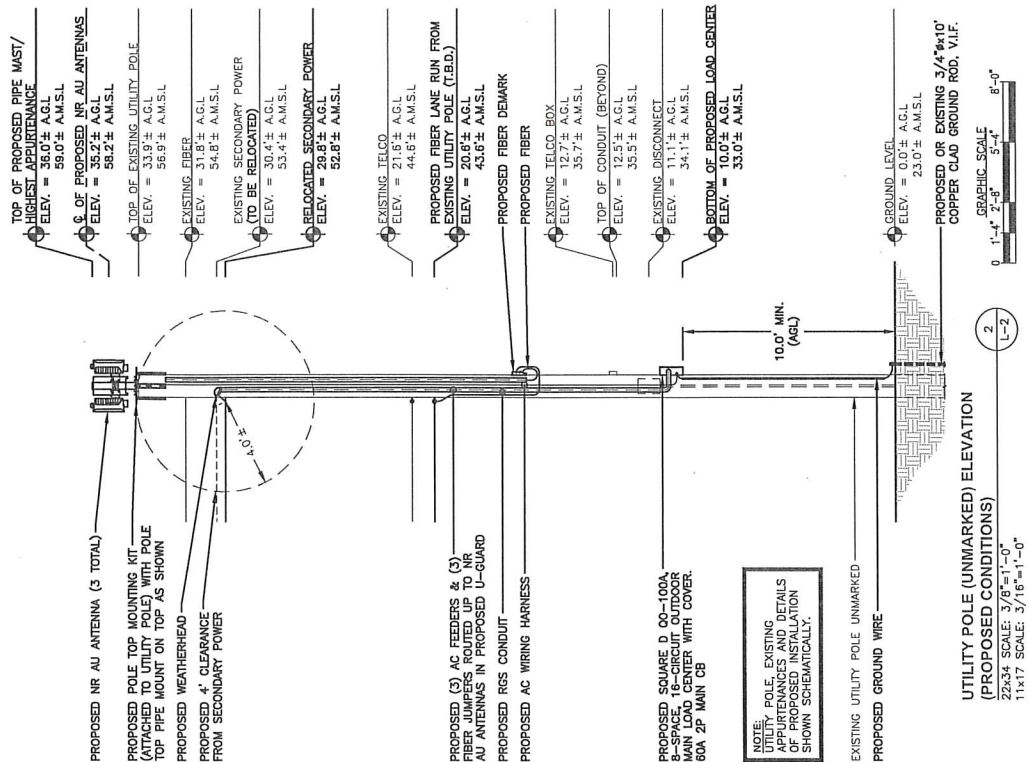 TOP OF PROPOSED PIPE MAST/
HIGHEST APPURTENANCE
ELEV. = 36.0'± A.G.L
59.0'± A.M.S.L
℄ OF PROPOSED NR AU ANTENNAS
ELEV. = 35.2'± A.G.L
58.2'± A.M.S.L
TOP OF EXISTING UTILITY POLE
ELEV. = 33.9'± A.G.L
56.9'± A.M.S.L
EXISTING FIBER
ELEV. = 31.8'± A.G.L
54.8'± A.M.S.L
EXISTING SECONDARY POWER
(TO BE RELOCATED)
ELEV. = 30.4'± A.G.L
53.4'± A.M.S.L
RELOCATED SECONDARY POWER
ELEV. = 29.8'± A.G.L
52.8'± A.M.S.L
EXISTING TELCO
ELEV. = 21.6'± A.G.L
44.6'± A.M.S.L
PROPOSED FIBER LANE RUN FROM
EXISTING UTILITY POLE (T.B.D.)
ELEV. = 20.6'± A.G.L
43.6'± A.M.S.L
PROPOSED FIBER DEMARK
PROPOSED FIBER
EXISTING TELCO BOX
ELEV. = 12.7'± A.G.L
35.7'± A.M.S.L
TOP OF CONDUIT (BEYOND)
ELEV. = 12.5'± A.G.L
35.5'± A.M.S.L
EXISTING DISCONNECT
ELEV. = 11.1'± A.G.L
34.1'± A.M.S.L
BOTTOM OF PROPOSED LOAD CENTER
ELEV. = 10.0'± A.G.L
33.0'± A.M.S.L
GROUND LEVEL
ELEV. = 0.0'± A.G.L
23.0'± A.M.S.L
PROPOSED OR EXISTING 3/4"øx10'
COPPER CLAD GROUND ROD, V.I.F.
GRAPHIC SCALE
0 1'-4" 2'-8" 5'-4" 8'-0"
4.0'±
10.0' MIN.
(AGL)
PROPOSED NR AU ANTENNA (3 TOTAL)
PROPOSED POLE TOP MOUNTING KIT
(ATTACHED TO UTILITY POLE) WITH POLE
TOP PIPE MOUNT ON TOP AS SHOWN
PROPOSED WEATHERHEAD
PROPOSED 4' CLEARANCE
FROM SECONDARY POWER
PROPOSED (3) AC FEEDERS & (3)
FIBER JUMPERS ROUTED UP TO NR
AU ANTENNAS IN PROPOSED U-GUARD
PROPOSED RGS CONDUIT
PROPOSED AC WIRING HARNESS
PROPOSED SQUARE D QO-100A,
8-SPACE, 16-CIRCUIT OUTDOOR
MAIN LOAD CENTER WITH COVER.
60A 2P MAIN CB
NOTE:
UTILITY POLE, EXISTING
APPURTENANCES AND DETAILS
OF PROPOSED INSTALLATION
SHOWN SCHEMATICALLY.
EXISTING UTILITY POLE UNMARKED
PROPOSED GROUND WIRE
UTILITY POLE (UNMARKED) ELEVATION
(PROPOSED CONDITIONS)
22x34 SCALE: 3/8"=1'-0"
11x17 SCALE: 3/16"=1'-0"
2
L-2